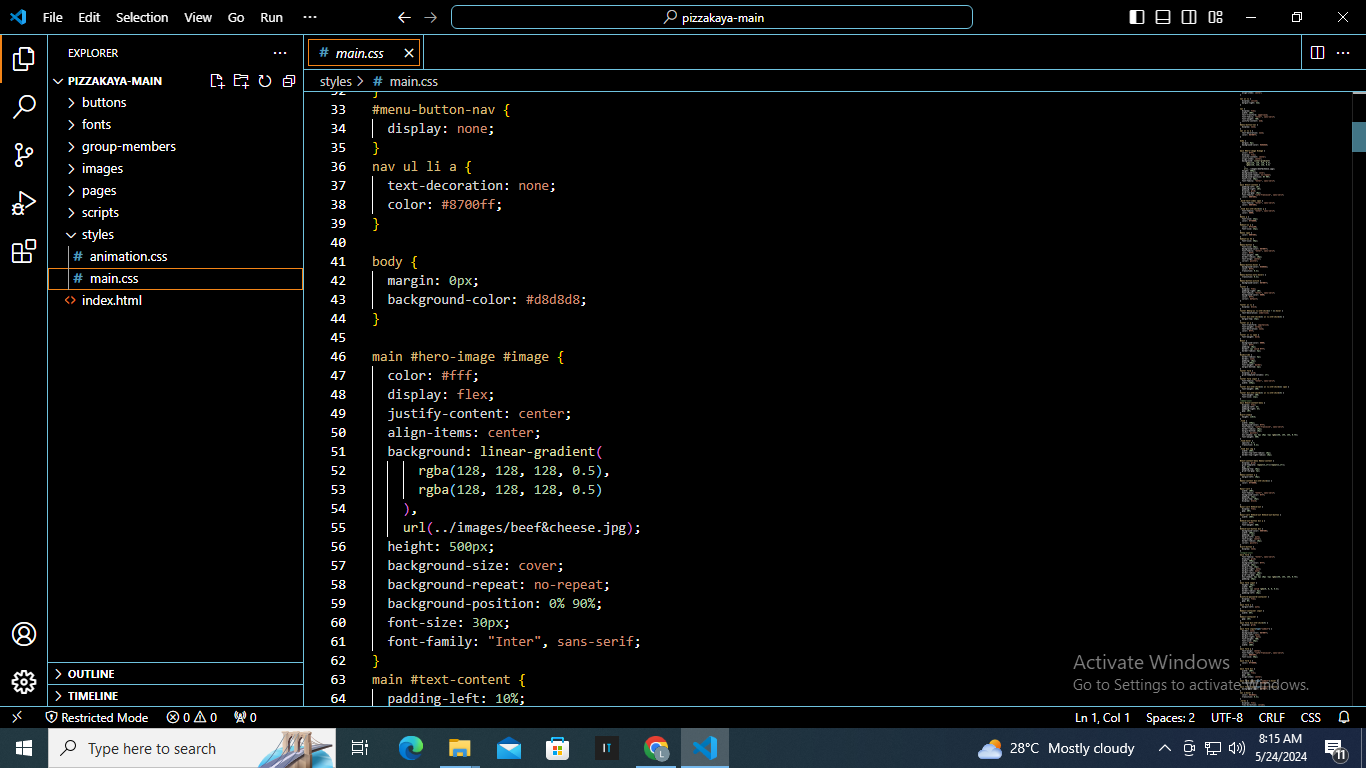 File Edit Selection View Go Run ··· pizzakaya-main
EXPLORER ···
PIZZAKAYA-MAIN
buttons
fonts
group-members
images
pages
scripts
styles
# animation.css
# main.css
<> index.html
OUTLINE
TIMELINE
# main.css
styles > # main.css
32 }
33 #menu-button-nav {
34 display: none;
35 }
36 nav ul li a {
37 text-decoration: none;
38 color: #8700ff;
39 }
40
41 body {
42 margin: 0px;
43 background-color: #d8d8d8;
44 }
45
46 main #hero-image #image {
47 color: #fff;
48 display: flex;
49 justify-content: center;
50 align-items: center;
51 background: linear-gradient(
52 rgba(128, 128, 128, 0.5),
53 rgba(128, 128, 128, 0.5)
54 ),
55 url(../images/beef&cheese.jpg);
56 height: 500px;
57 background-size: cover;
58 background-repeat: no-repeat;
59 background-position: 0% 90%;
60 font-size: 30px;
61 font-family: "Inter", sans-serif;
62 }
63 main #text-content {
64 padding-left: 10%;
Activate Windows
Go to Settings to activate Windows.
Restricted Mode 0 0 0 Ln 1, Col 1 Spaces: 2 UTF-8 CRLF CSS
Type here to search IT L 28°C Mostly cloudy 8:15 AM
5/24/2024 11